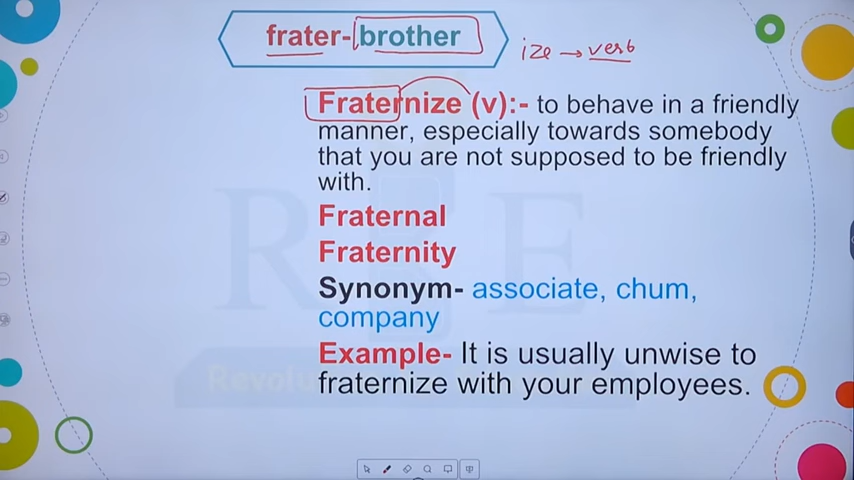 frater-brother
ize → verb
Fraternize (v):- to behave in a friendly
manner, especially towards somebody
that you are not supposed to be friendly
with.
Fraternal
Fraternity
Synonym- associate, chum,
company
Example- It is usually unwise to
fraternize with your employees.
R E
Revolu